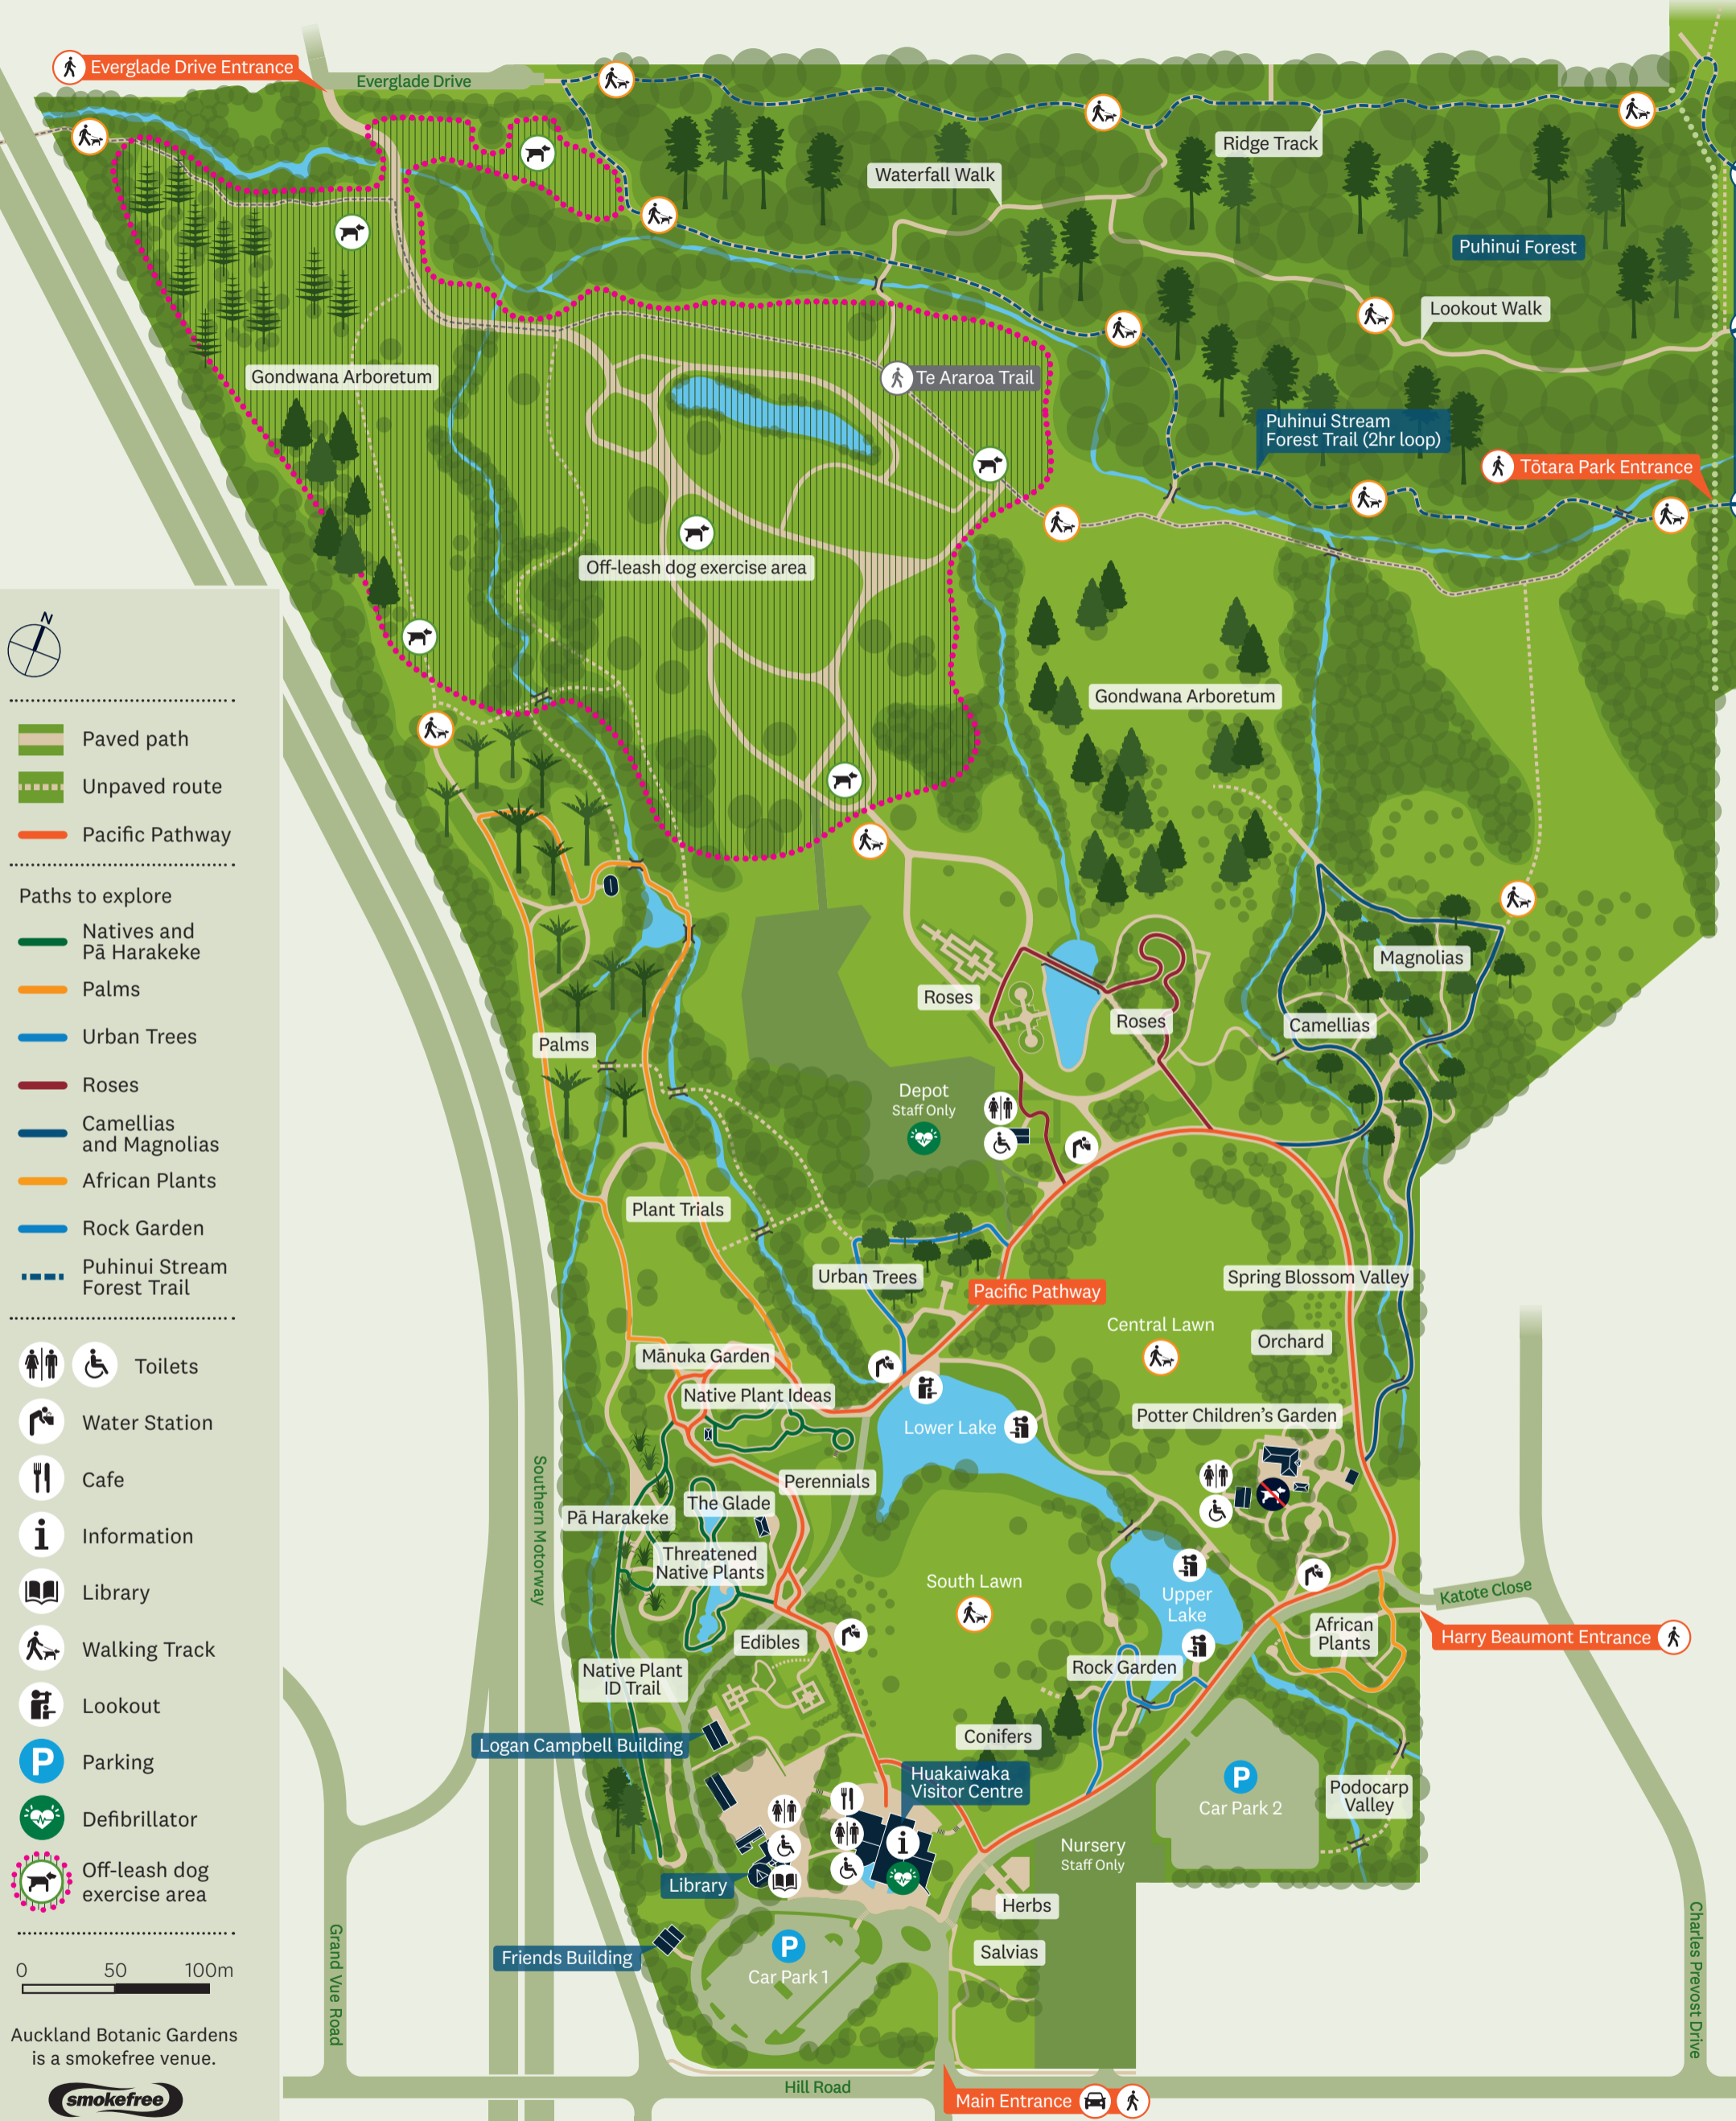 Everglade Drive Entrance
Everglade Drive
Ridge Track
Waterfall Walk
Puhinui Forest
Lookout Walk
Gondwana Arboretum
Te Araroa Trail
Puhinui Stream
Forest Trail (2hr loop)
Tōtara Park Entrance
Off-leash dog exercise area
Gondwana Arboretum
N
Paved path
Unpaved route
Pacific Pathway
Paths to explore
Natives and
Pā Harakeke
Palms
Urban Trees
Roses
Camellias
and Magnolias
African Plants
Rock Garden
Puhinui Stream
Forest Trail
Toilets
Water Station
Cafe
i Information
Library
Walking Track
Lookout
P Parking
Defibrillator
Off-leash dog
exercise area
0 50 100m
Auckland Botanic Gardens
is a smokefree venue.
smokefree
Magnolias
Roses
Roses
Camellias
Palms
Depot
Staff Only
Plant Trials
Urban Trees
Pacific Pathway
Spring Blossom Valley
Central Lawn
Orchard
Mānuka Garden
Native Plant Ideas
Potter Children's Garden
Lower Lake
Perennials
The Glade
Pā Harakeke
Threatened
Native Plants
South Lawn
Upper
Lake
Katote Close
African
Plants
Harry Beaumont Entrance
Edibles
Native Plant
ID Trail
Rock Garden
Southern Motorway
Logan Campbell Building
Conifers
Huakaiwaka
Visitor Centre
i
P
Car Park 2
Podocarp
Valley
Nursery
Staff Only
Library
Herbs
Friends Building
P
Car Park 1
Salvias
Grand Vue Road
Charles Prevost Drive
Hill Road
Main Entrance